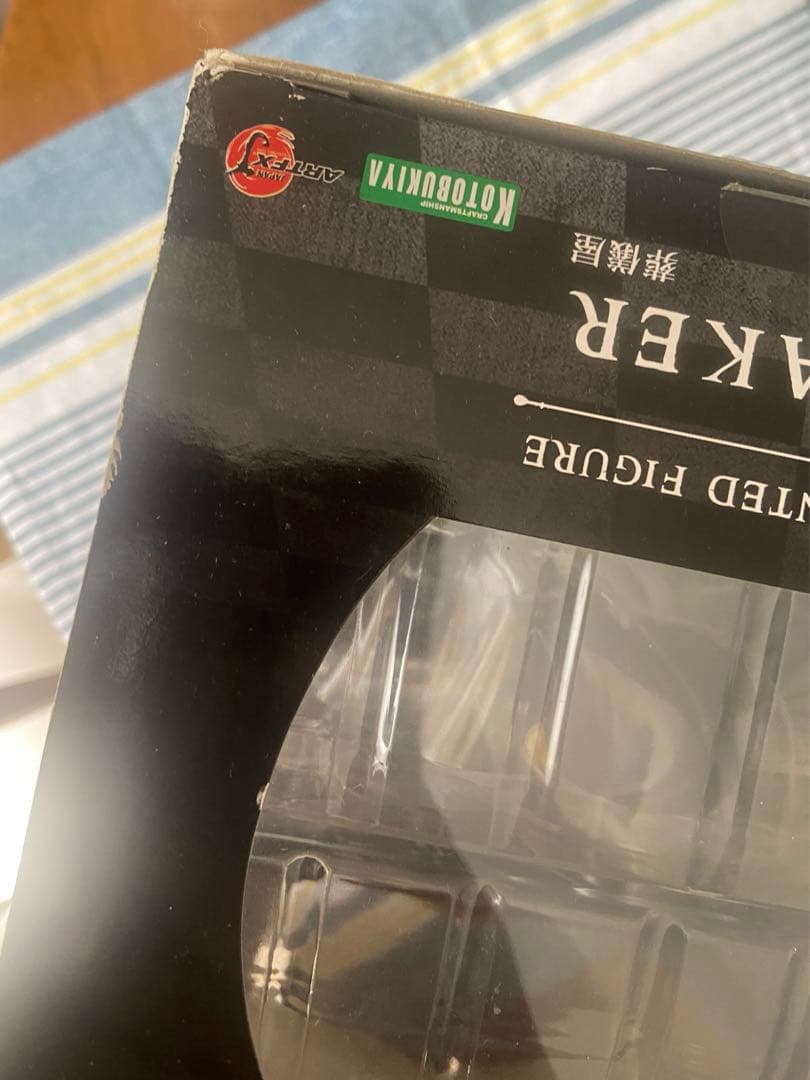 NTED FIGURE
AKER
葬儀屋
CRAFTSMANSHIP
KOTOBUKIYA
JAPAN
ARTFX J